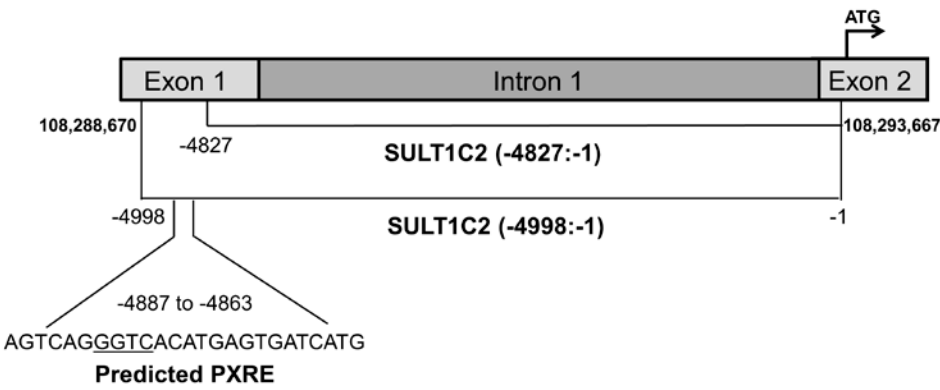 ATG
Exon 1
Intron 1
Exon 2
108,288,670
108,293,667
-4827
SULT1C2 (-4827:-1)
-4998
-1
SULT1C2 (-4998:-1)
-4887 to -4863
AGTCAGGGTCACATGAGTGATCATG
Predicted PXRE